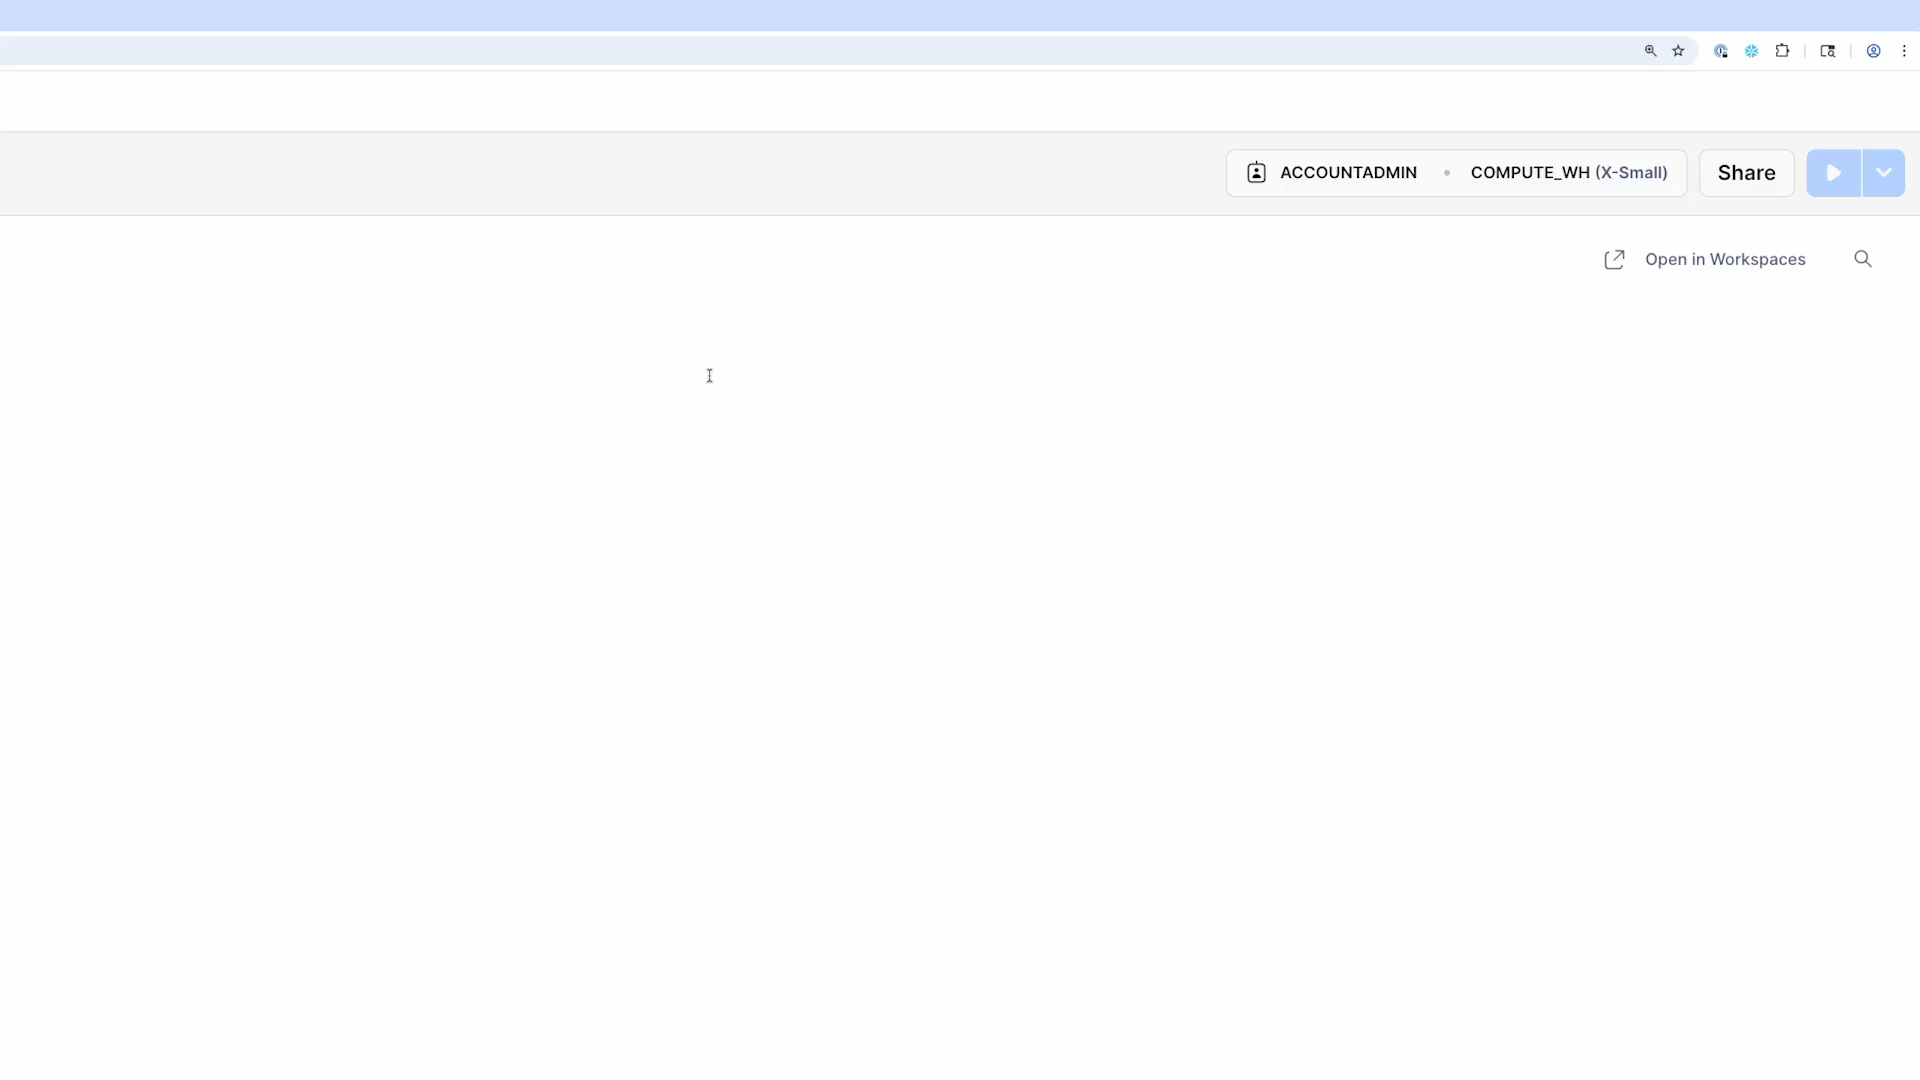 ACCOUNTADMIN • COMPUTE_WH (X-Small)
Share
Open in Workspaces